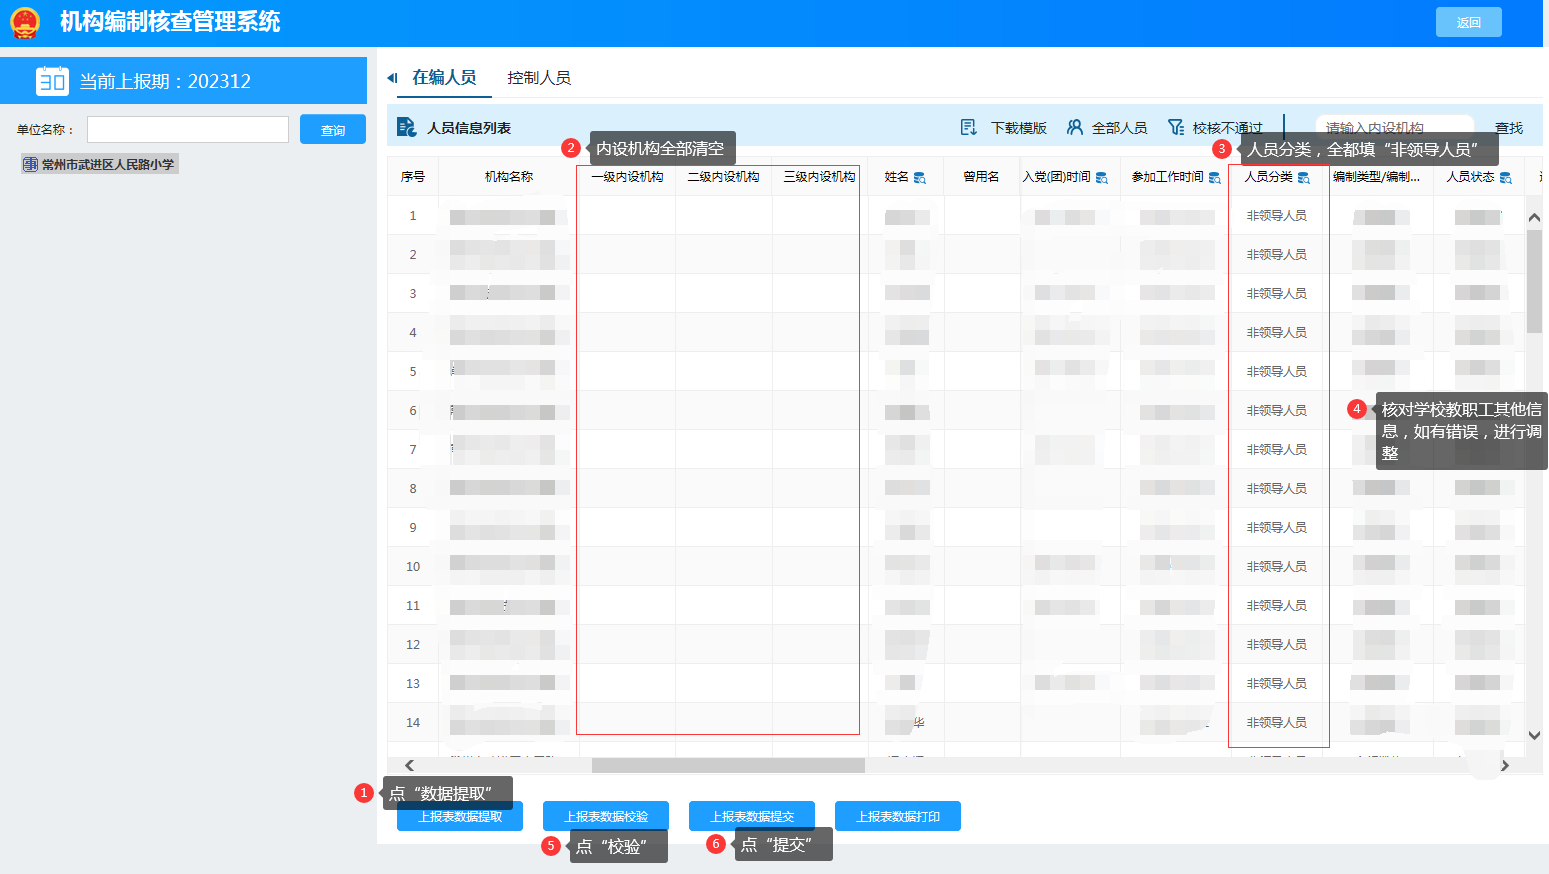 机构编制核查管理系统
返回
30
当前上报期：202312
单位名称：
查询
常州市武进区人民路小学
在编人员
控制人员
人员信息列表
下载模版
全部人员
校核不通过
请输入内设机构
查找
2
内设机构全部清空
3
人员分类，全都填“非领导人员”
序号
机构名称
一级内设机构
二级内设机构
三级内设机构
姓名
曾用名
入党(团)时间
参加工作时间
人员分类
编制类型/编制...
人员状态
1
非领导人员
2
非领导人员
3
非领导人员
4
非领导人员
5
非领导人员
6
非领导人员
7
非领导人员
8
非领导人员
9
非领导人员
10
非领导人员
11
非领导人员
12
非领导人员
13
非领导人员
14
华
非领导人员
4
核对学校教职工其他信
息，如有错误，进行调
整
1
点“数据提取”
上报表数据提取
上报表数据校验
上报表数据提交
上报表数据打印
5
点“校验”
6
点“提交”